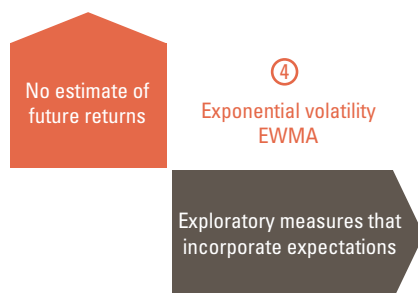 No estimate of
future returns
4
Exponential volatility
EWMA
Exploratory measures that
incorporate expectations